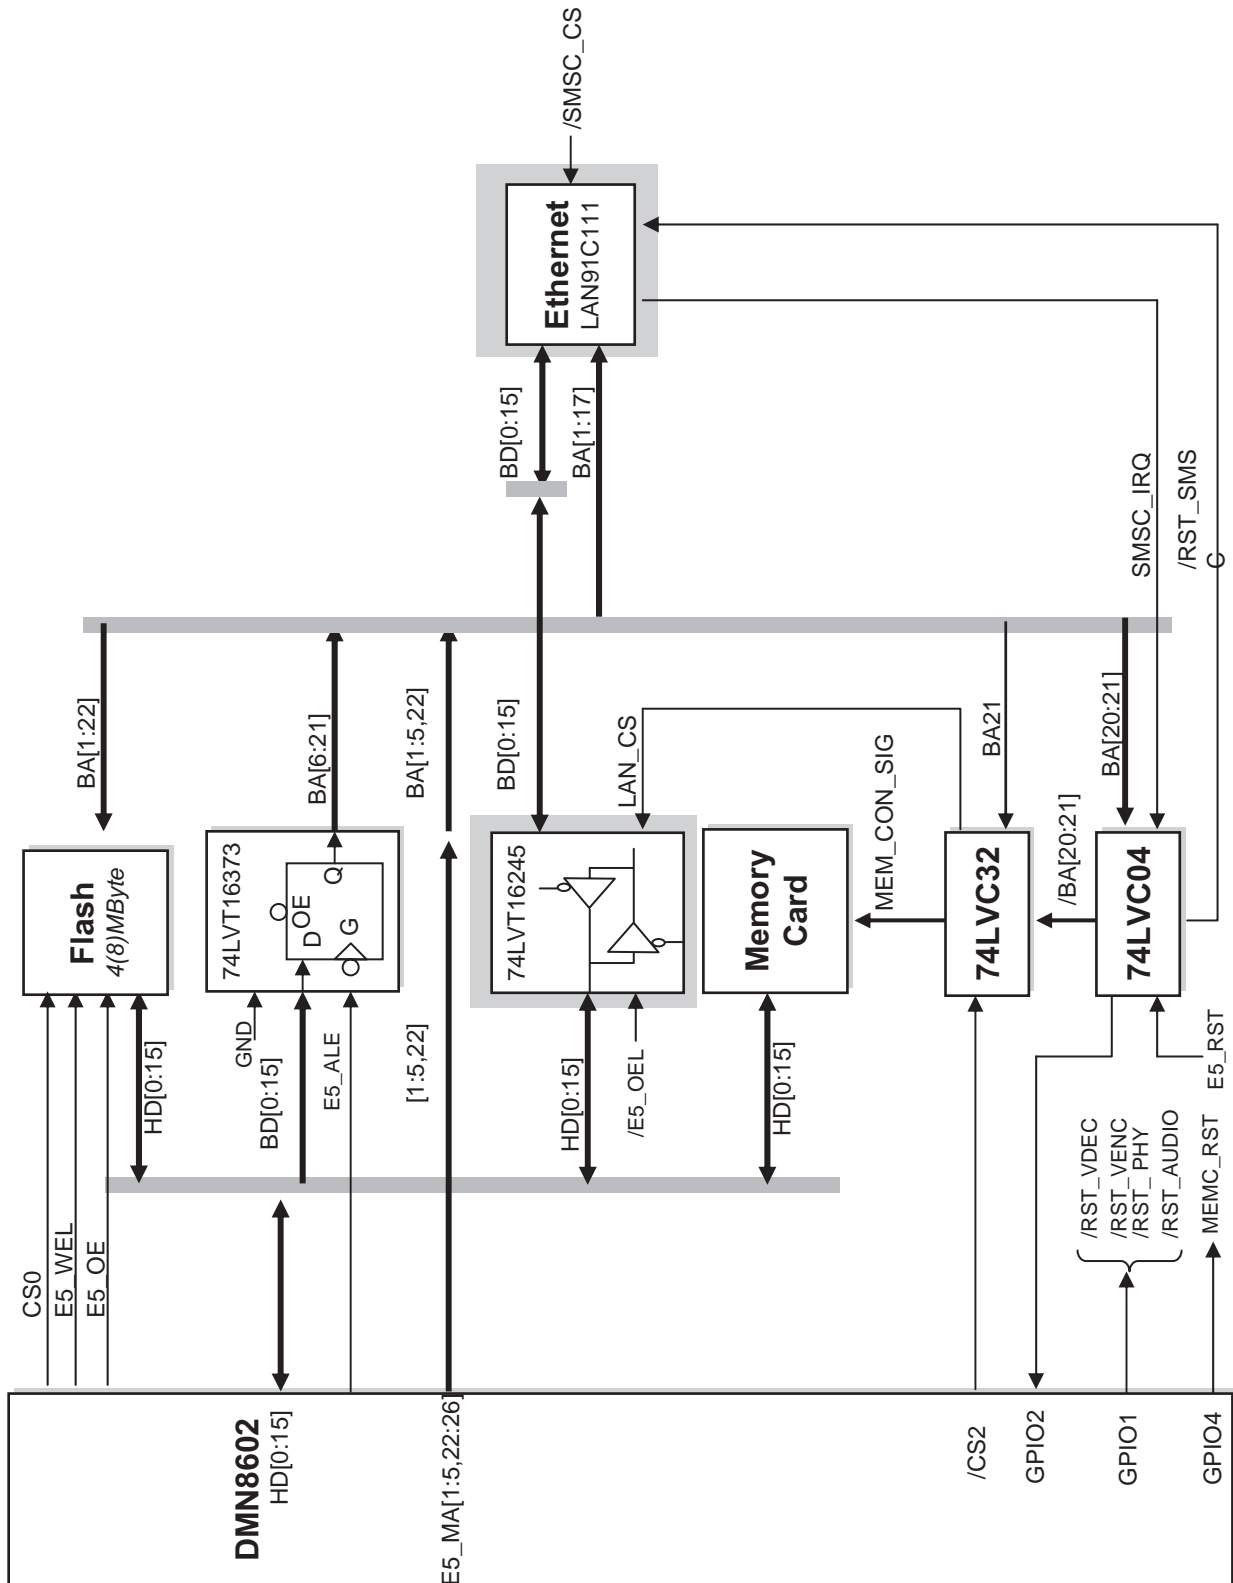 DMN8602
HD[0:15]
E5_MA[1:5,22:26]
/CS2
GPIO2
GPIO1
GPIO4
CS0
E5_WEL
E5_OE
HD[0:15]
GND
BD[0:15]
E5_ALE
[1:5,22]
HD[0:15]
/E5_OEL
HD[0:15]
/RST_VDEC
/RST_VENC
/RST_PHY
/RST_AUDIO
MEMC_RST
E5_RST
Flash
4(8)MByte
74LVT16373
D
OE
G
Q
74LVT16245
Memory
Card
74LVC32
74LVC04
BA[1:22]
BA[6:21]
BA[1:5,22]
BD[0:15]
LAN_CS
MEM_CON_SIG
BA21
/BA[20:21]
BA[20:21]
BD[0:15]
BA[1:17]
SMSC_IRQ
/RST_SMS
C
Ethernet
LAN91C111
/SMSC_CS